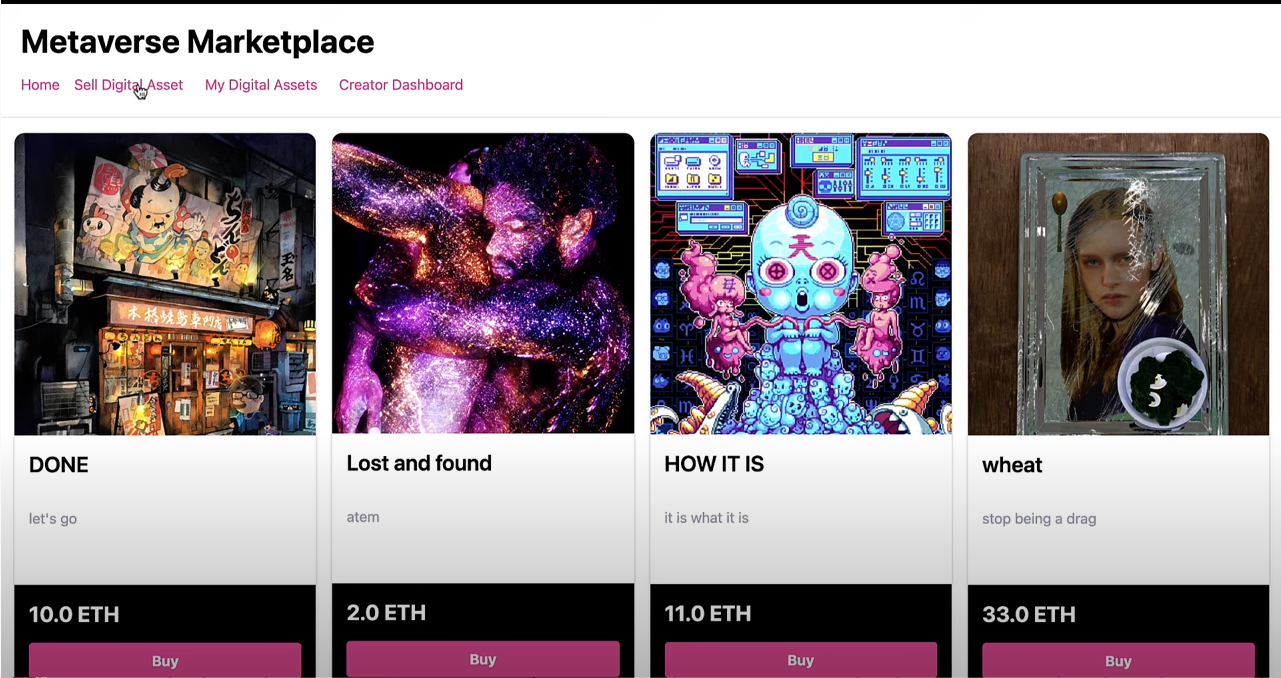 Metaverse Marketplace
Home Sell Digital Asset My Digital Assets Creator Dashboard
天
DONE
let's go
10.0 ETH
Buy
Lost and found
atem
2.0 ETH
Buy
HOW IT IS
it is what it is
11.0 ETH
Buy
wheat
stop being a drag
33.0 ETH
Buy